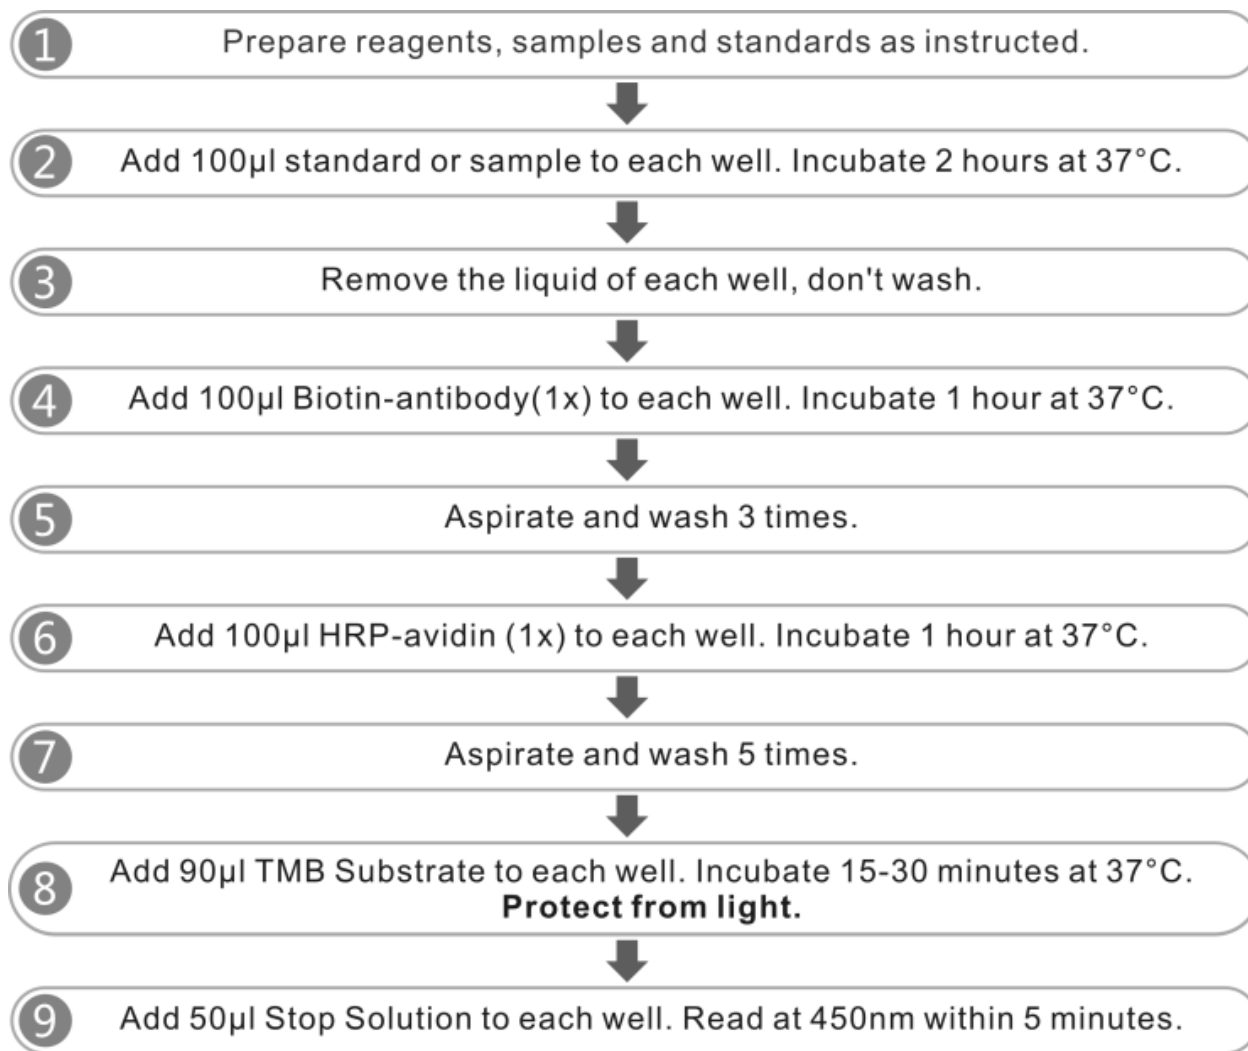 1 Prepare reagents, samples and standards as instructed.
2 Add 100µl standard or sample to each well. Incubate 2 hours at 37°C.
3 Remove the liquid of each well, don't wash.
4 Add 100µl Biotin-antibody(1x) to each well. Incubate 1 hour at 37°C.
5 Aspirate and wash 3 times.
6 Add 100µl HRP-avidin (1x) to each well. Incubate 1 hour at 37°C.
7 Aspirate and wash 5 times.
8 Add 90µl TMB Substrate to each well. Incubate 15-30 minutes at 37°C.
Protect from light.
9 Add 50µl Stop Solution to each well. Read at 450nm within 5 minutes.